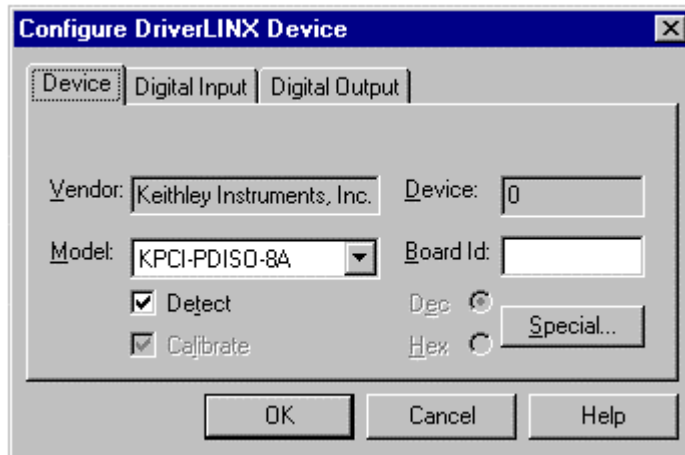 Configure DriverLINX Device
Device Digital Input Digital Output
Vendor: Keithley Instruments, Inc. Device: 0
Model: KPCI-PDISO-8A Board Id:
Detect Dec
Special...
Calibrate Hex
OK Cancel Help